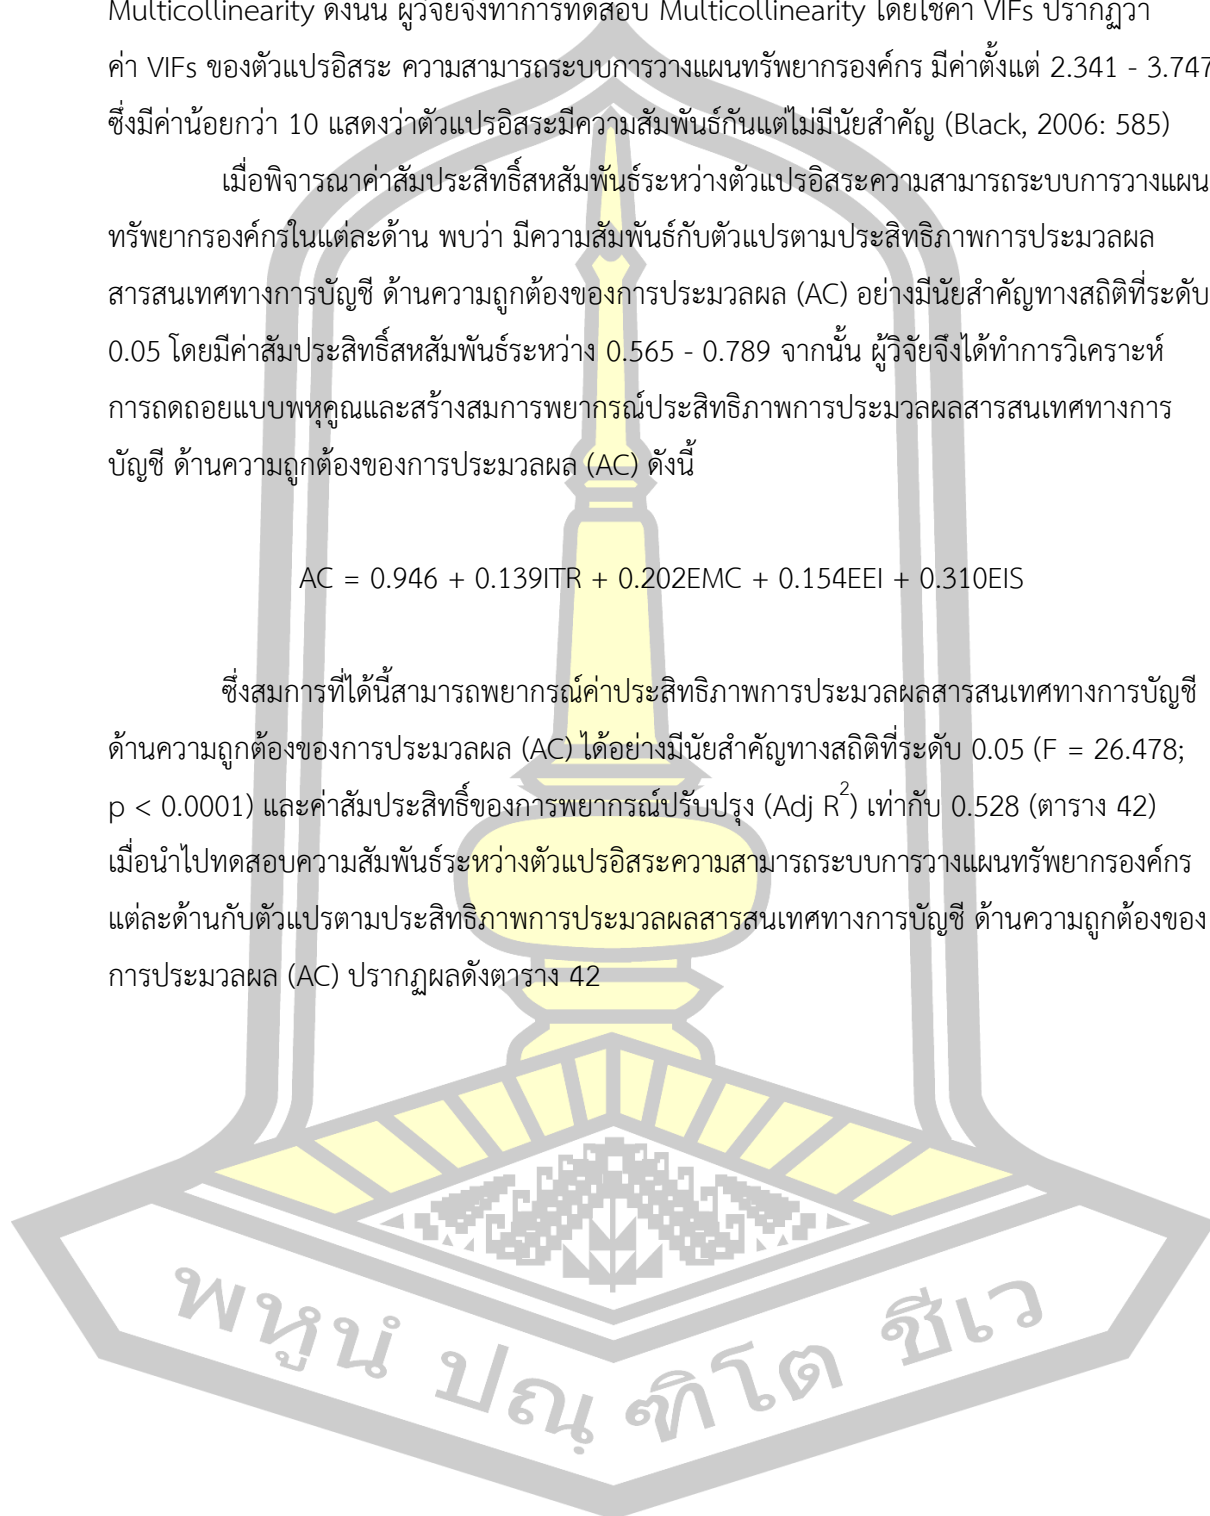 Multicollinearity ดังนั้น ผู้วิจัยจึงทำการทดสอบ Multicollinearity โดยใช้ค่า VIFs ปรากฏว่า
ค่า VIFs ของตัวแปรอิสระ ความสามารถระบบการวางแผนทรัพยากรองค์กร มีค่าตั้งแต่ 2.341 - 3.747
ซึ่งมีค่าน้อยกว่า 10 แสดงว่าตัวแปรอิสระมีความสัมพันธ์กันแต่ไม่มีนัยสำคัญ (Black, 2006: 585)
เมื่อพิจารณาค่าสัมประสิทธิ์สหสัมพันธ์ระหว่างตัวแปรอิสระความสามารถระบบการวางแผน
ทรัพยากรองค์กรในแต่ละด้าน พบว่า มีความสัมพันธ์กับตัวแปรตามประสิทธิภาพการประมวลผล
สารสนเทศทางการบัญชี ด้านความถูกต้องของการประมวลผล (AC) อย่างมีนัยสำคัญทางสถิติที่ระดับ
0.05 โดยมีค่าสัมประสิทธิ์สหสัมพันธ์ระหว่าง 0.565 - 0.789 จากนั้น ผู้วิจัยจึงได้ทำการวิเคราะห์
การถดถอยแบบพหุคูณและสร้างสมการพยากรณ์ประสิทธิภาพการประมวลผลสารสนเทศทางการ
บัญชี ด้านความถูกต้องของการประมวลผล (AC) ดังนี้
AC = 0.946 + 0.139ITR + 0.202EMC + 0.154EEI + 0.310EIS
ซึ่งสมการที่ได้นี้สามารถพยากรณ์ค่าประสิทธิภาพการประมวลผลสารสนเทศทางการบัญชี
ด้านความถูกต้องของการประมวลผล (AC) ได้อย่างมีนัยสำคัญทางสถิติที่ระดับ 0.05 (F = 26.478;
p < 0.0001) และค่าสัมประสิทธิ์ของการพยากรณ์ปรับปรุง (Adj R²) เท่ากับ 0.528 (ตาราง 42)
เมื่อนำไปทดสอบความสัมพันธ์ระหว่างตัวแปรอิสระความสามารถระบบการวางแผนทรัพยากรองค์กร
แต่ละด้านกับตัวแปรตามประสิทธิภาพการประมวลผลสารสนเทศทางการบัญชี ด้านความถูกต้องของ
การประมวลผล (AC) ปรากฏผลดังตาราง 42
พหูนํ ปณฺฑิโต ชีเว